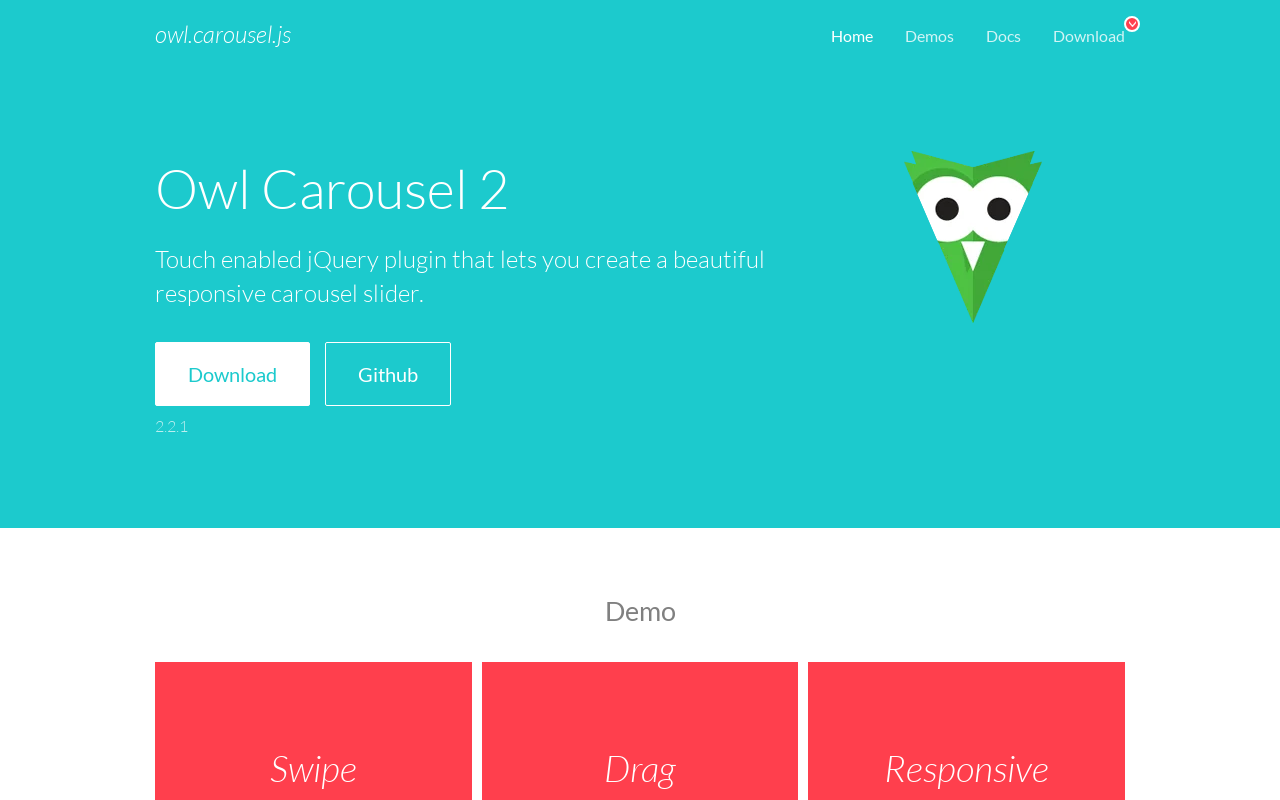 owl.carousel.js
Home Demos Docs Download
Owl Carousel 2
Touch enabled jQuery plugin that lets you create a beautiful
responsive carousel slider.
Download Github
2.2.1
Demo
Swipe Drag Responsive